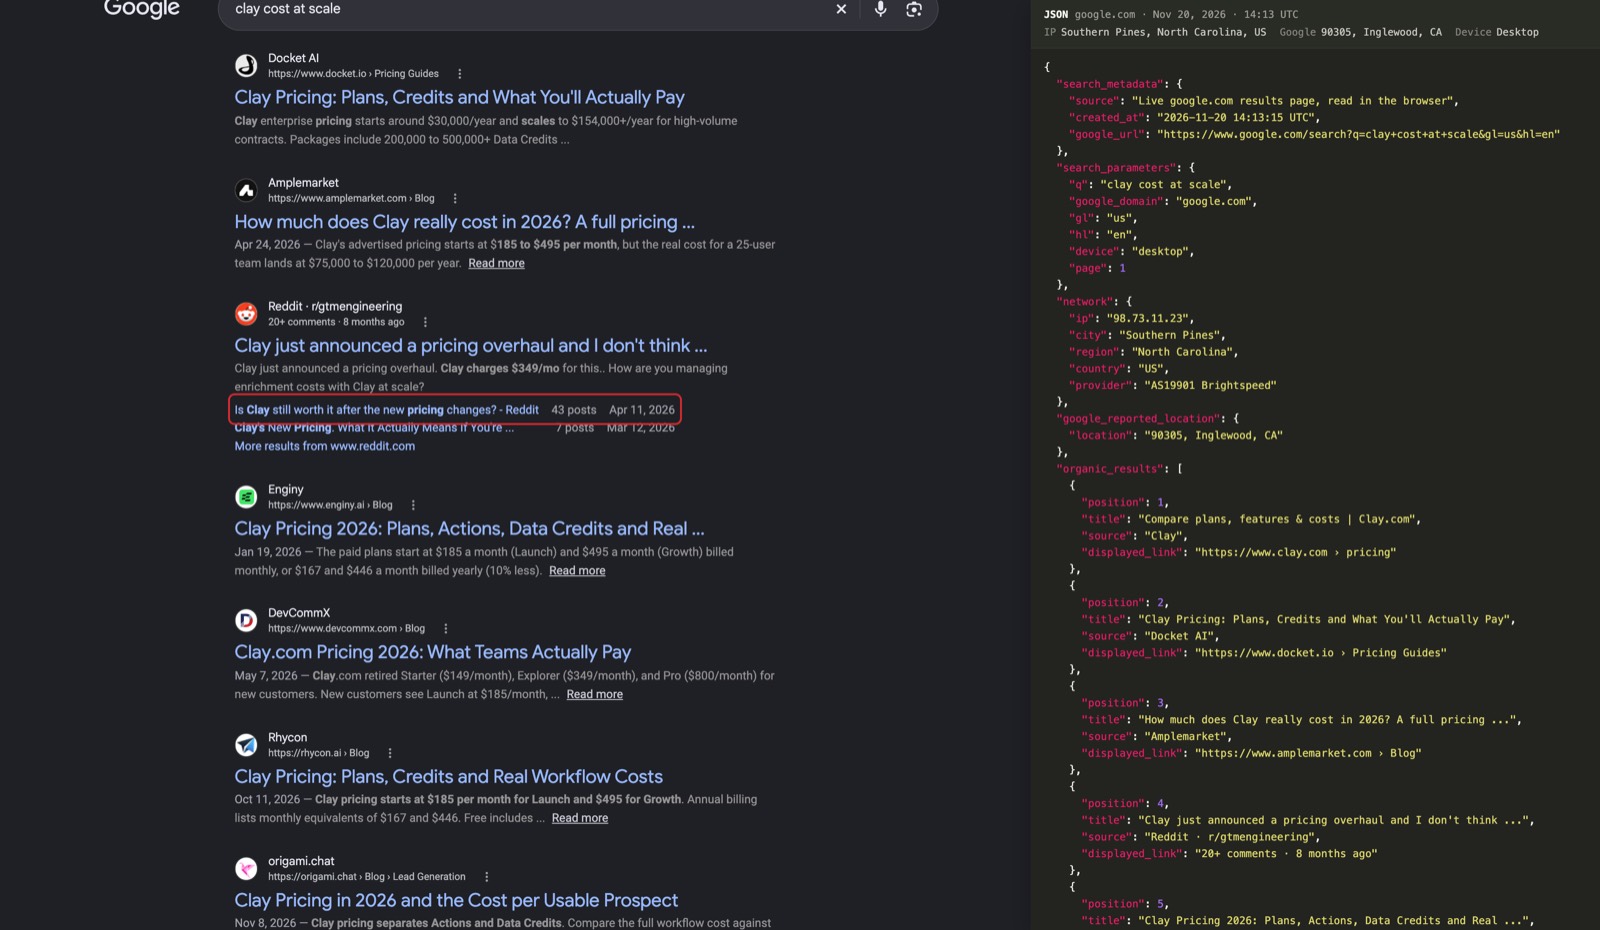 Google
clay cost at scale
Docket AI
https://www.docket.io › Pricing Guides
Clay Pricing: Plans, Credits and What You'll Actually Pay
Clay enterprise pricing starts around $30,000/year and scales to $154,000+/year for high-volume
contracts. Packages include 200,000 to 500,000+ Data Credits ...
Amplemarket
https://www.amplemarket.com › Blog
How much does Clay really cost in 2026? A full pricing ...
Apr 24, 2026 — Clay's advertised pricing starts at $185 to $495 per month, but the real cost for a 25-user
team lands at $75,000 to $120,000 per year. Read more
Reddit · r/gtmengineering
20+ comments · 8 months ago
Clay just announced a pricing overhaul and I don't think ...
Clay just announced a pricing overhaul. Clay charges $349/mo for this.. How are you managing
enrichment costs with Clay at scale?
Is Clay still worth it after the new pricing changes? - Reddit 43 posts Apr 11, 2026
Clay's New Pricing. What It Actually Means If You're ... 7 posts Mar 12, 2026
More results from www.reddit.com
Enginy
https://www.enginy.ai › Blog
Clay Pricing 2026: Plans, Actions, Data Credits and Real ...
Jan 19, 2026 — The paid plans start at $185 a month (Launch) and $495 a month (Growth) billed
monthly, or $167 and $446 a month billed yearly (10% less). Read more
DevCommX
https://www.devcommx.com › Blog
Clay.com Pricing 2026: What Teams Actually Pay
May 7, 2026 — Clay.com retired Starter ($149/month), Explorer ($349/month), and Pro ($800/month) for
new customers. New customers see Launch at $185/month, ... Read more
Rhycon
https://rhycon.ai › Blog
Clay Pricing: Plans, Credits and Real Workflow Costs
Oct 11, 2026 — Clay pricing starts at $185 per month for Launch and $495 for Growth. Annual billing
lists monthly equivalents of $167 and $446. Free includes ... Read more
origami.chat
https://origami.chat › Blog › Lead Generation
Clay Pricing in 2026 and the Cost per Usable Prospect
Nov 8, 2026 — Clay pricing separates Actions and Data Credits. Compare the full workflow cost against
JSON google.com · Nov 20, 2026 · 14:13 UTC
IP Southern Pines, North Carolina, US Google 90305, Inglewood, CA Device Desktop
{
"search_metadata": {
"source": "Live google.com results page, read in the browser",
"created_at": "2026-11-20 14:13:15 UTC",
"google_url": "https://www.google.com/search?q=clay+cost+at+scale&gl=us&hl=en"
},
"search_parameters": {
"q": "clay cost at scale",
"google_domain": "google.com",
"gl": "us",
"hl": "en",
"device": "desktop",
"page": 1
},
"network": {
"ip": "98.73.11.23",
"city": "Southern Pines",
"region": "North Carolina",
"country": "US",
"provider": "AS19901 Brightspeed"
},
"google_reported_location": {
"location": "90305, Inglewood, CA"
},
"organic_results": [
{
"position": 1,
"title": "Compare plans, features & costs | Clay.com",
"source": "Clay",
"displayed_link": "https://www.clay.com › pricing"
},
{
"position": 2,
"title": "Clay Pricing: Plans, Credits and What You'll Actually Pay",
"source": "Docket AI",
"displayed_link": "https://www.docket.io › Pricing Guides"
},
{
"position": 3,
"title": "How much does Clay really cost in 2026? A full pricing ...",
"source": "Amplemarket",
"displayed_link": "https://www.amplemarket.com › Blog"
},
{
"position": 4,
"title": "Clay just announced a pricing overhaul and I don't think ...",
"source": "Reddit · r/gtmengineering",
"displayed_link": "20+ comments · 8 months ago"
},
{
"position": 5,
"title": "Clay Pricing 2026: Plans, Actions, Data Credits and Real ...",